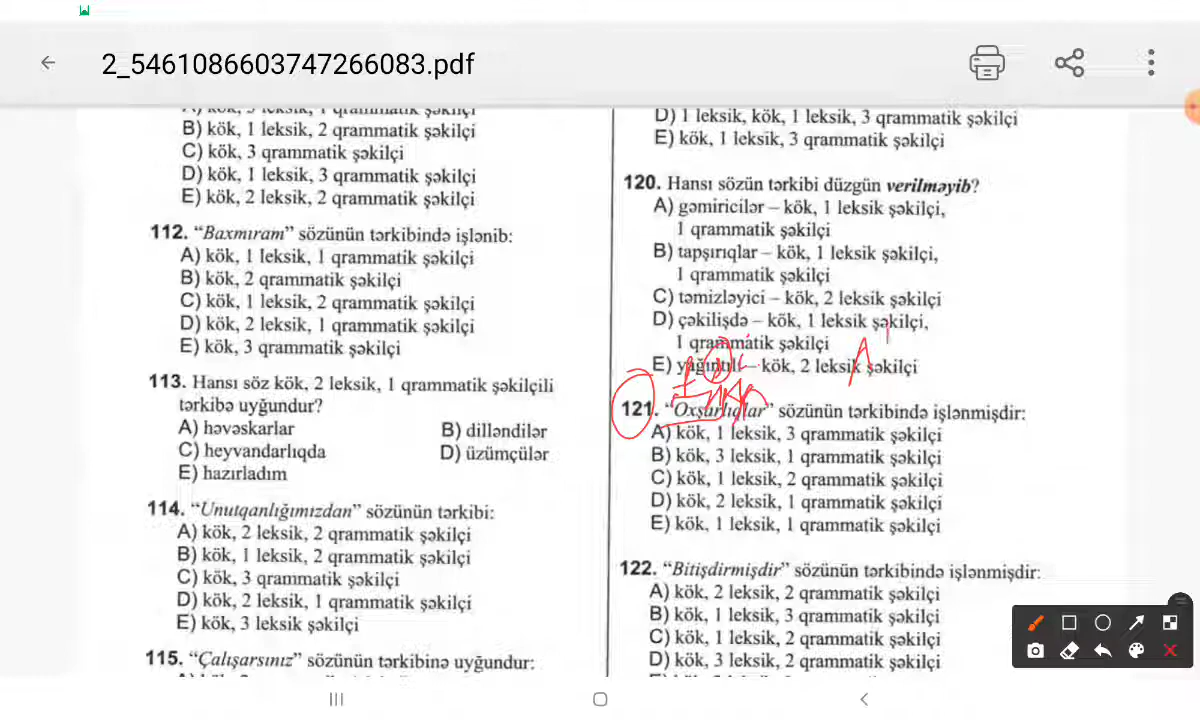 2_5461086603747266083.pdf
B) kök, 1 leksik, 2 qrammatik şəkilçi
C) kök, 3 qrammatik şəkilçi
D) kök, 1 leksik, 3 qrammatik şəkilçi
E) kök, 2 leksik, 2 qrammatik şəkilçi
112. “Baxmıram” sözünün tərkibində işlənib:
A) kök, 1 leksik, 1 qrammatik şəkilçi
B) kök, 2 qrammatik şəkilçi
C) kök, 1 leksik, 2 qrammatik şəkilçi
D) kök, 2 leksik, 1 qrammatik şəkilçi
E) kök, 3 qrammatik şəkilçi
113. Hansı söz kök, 2 leksik, 1 qrammatik şəkilçili
tərkibə uyğundur?
A) həvəskarlar B) dilləndilər
C) heyvandarlıqda D) üzümçülər
E) hazırladım
114. “Unutqanlığımızdan” sözünün tərkibi:
A) kök, 2 leksik, 2 qrammatik şəkilçi
B) kök, 1 leksik, 2 qrammatik şəkilçi
C) kök, 3 qrammatik şəkilçi
D) kök, 2 leksik, 1 qrammatik şəkilçi
E) kök, 3 leksik şəkilçi
115. “Çalışarsınız” sözünün tərkibinə uyğundur:
D) 1 leksik, kök, 1 leksik, 3 qrammatik şəkilçi
E) kök, 1 leksik, 3 qrammatik şəkilçi
120. Hansı sözün tərkibi düzgün verilməyib?
A) gəmiricilər – kök, 1 leksik şəkilçi,
1 qrammatik şəkilçi
B) tapşırıqlar – kök, 1 leksik şəkilçi,
1 qrammatik şəkilçi
C) təmizləyici – kök, 2 leksik şəkilçi
D) çəkilişdə – kök, 1 leksik şəkilçi,
1 qrammatik şəkilçi
E) yağıntılı – kök, 2 leksik şəkilçi
A
121. “Oxşarlıqlar” sözünün tərkibində işlənmişdir:
A) kök, 1 leksik, 3 qrammatik şəkilçi
B) kök, 3 leksik, 1 qrammatik şəkilçi
C) kök, 1 leksik, 2 qrammatik şəkilçi
D) kök, 2 leksik, 1 qrammatik şəkilçi
E) kök, 1 leksik, 1 qrammatik şəkilçi
122. “Bitişdirmişdir” sözünün tərkibində işlənmişdir:
A) kök, 2 leksik, 2 qrammatik şəkilçi
B) kök, 1 leksik, 3 qrammatik şəkilçi
C) kök, 1 leksik, 2 qrammatik şəkilçi
D) kök, 3 leksik, 2 qrammatik şəkilçi